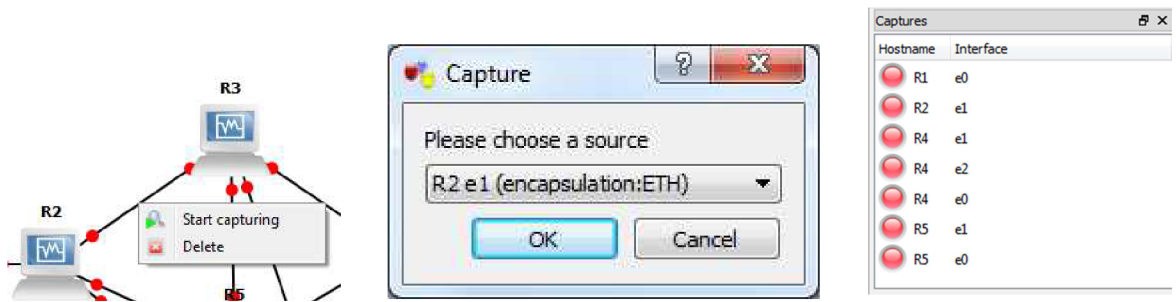 R3
R2
Start capturing
Delete
R5
Capture
Please choose a source
R2 e1 (encapsulation:ETH)
OK
Cancel
Captures
Hostname Interface
R1 e0
R2 e1
R4 e1
R4 e2
R4 e0
R5 e1
R5 e0